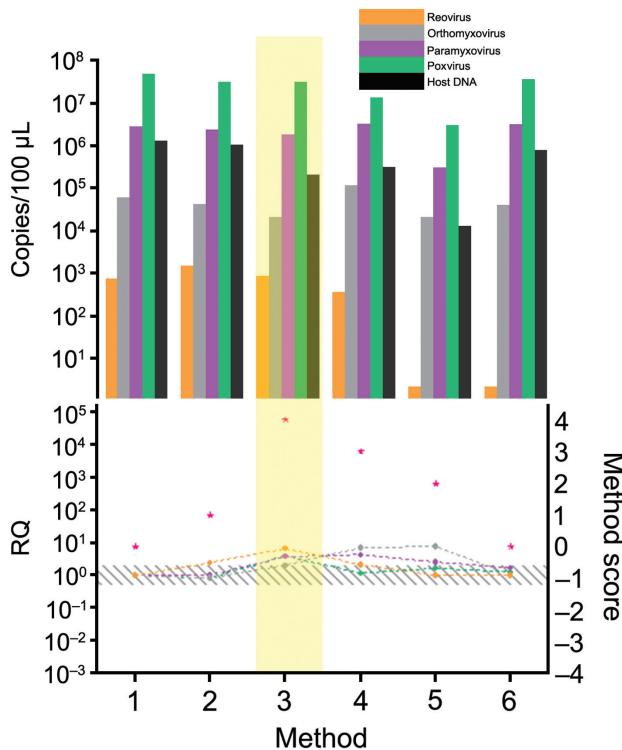 Reovirus
Orthomyxovirus
Paramyxovirus
Poxvirus
Host DNA
Copies/100 µL
10⁸
10⁷
10⁶
10⁵
10⁴
10³
10²
10¹
RQ
10⁵
10⁴
10³
10²
10¹
10⁰
10⁻¹
10⁻²
10⁻³
4
3
2
1
0
–1
–2
–3
–4
Method score
1 2 3 4 5 6
Method